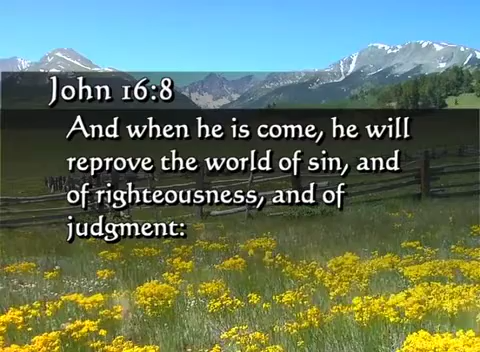 John 16:8
And when he is come, he will
reprove the world of sin, and
of righteousness, and of
judgment: